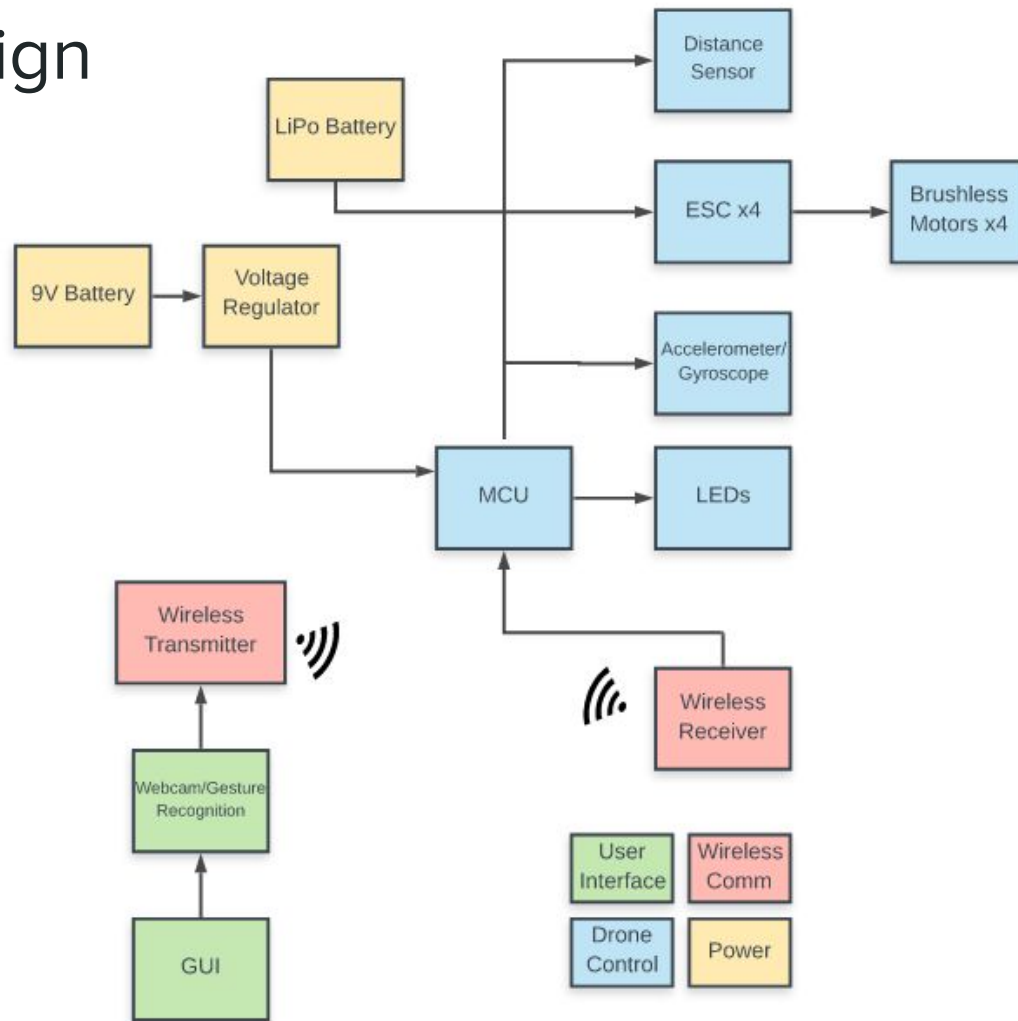 ign
Distance
Sensor
LiPo Battery
ESC x4
Brushless
Motors x4
9V Battery
Voltage
Regulator
Accelerometer/
Gyroscope
MCU
LEDs
Wireless
Transmitter
Wireless
Receiver
Webcam/Gesture
Recognition
GUI
User
Interface
Wireless
Comm
Drone
Control
Power